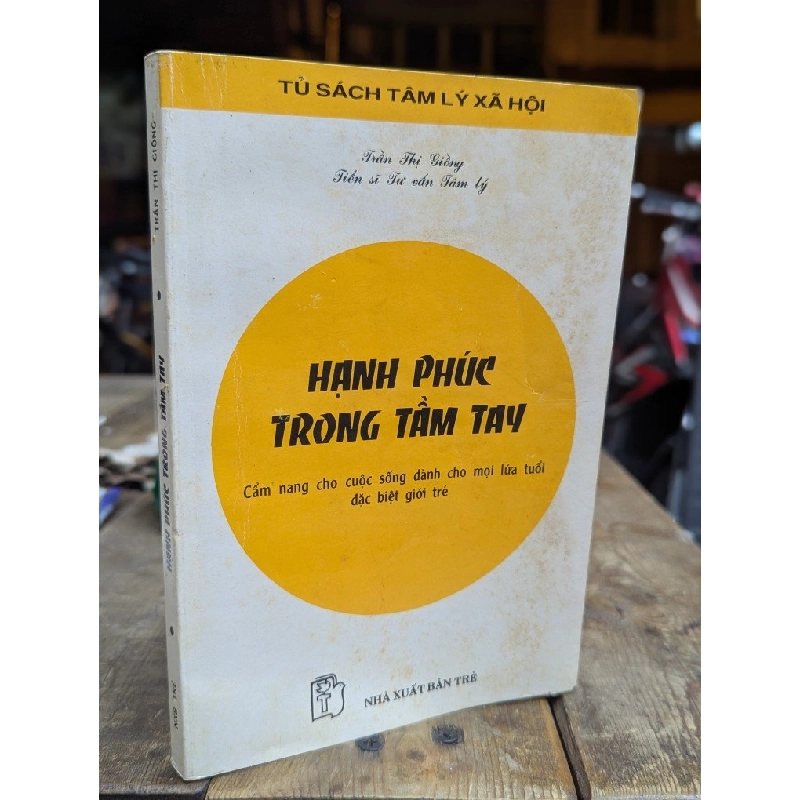 TỦ SÁCH TÂM LÝ XÃ HỘI
Trần Thị Giồng
Tiến sĩ Tư vấn Tâm lý
HẠNH PHÚC
TRONG TẦM TAY
Cẩm nang cho cuộc sống dành cho mọi lứa tuổi
đặc biệt giới trẻ
NHÀ XUẤT BẢN TRẺ
TRẦN THỊ GIỒNG
HẠNH PHÚC TRONG TẦM TAY
NXB TRẺ